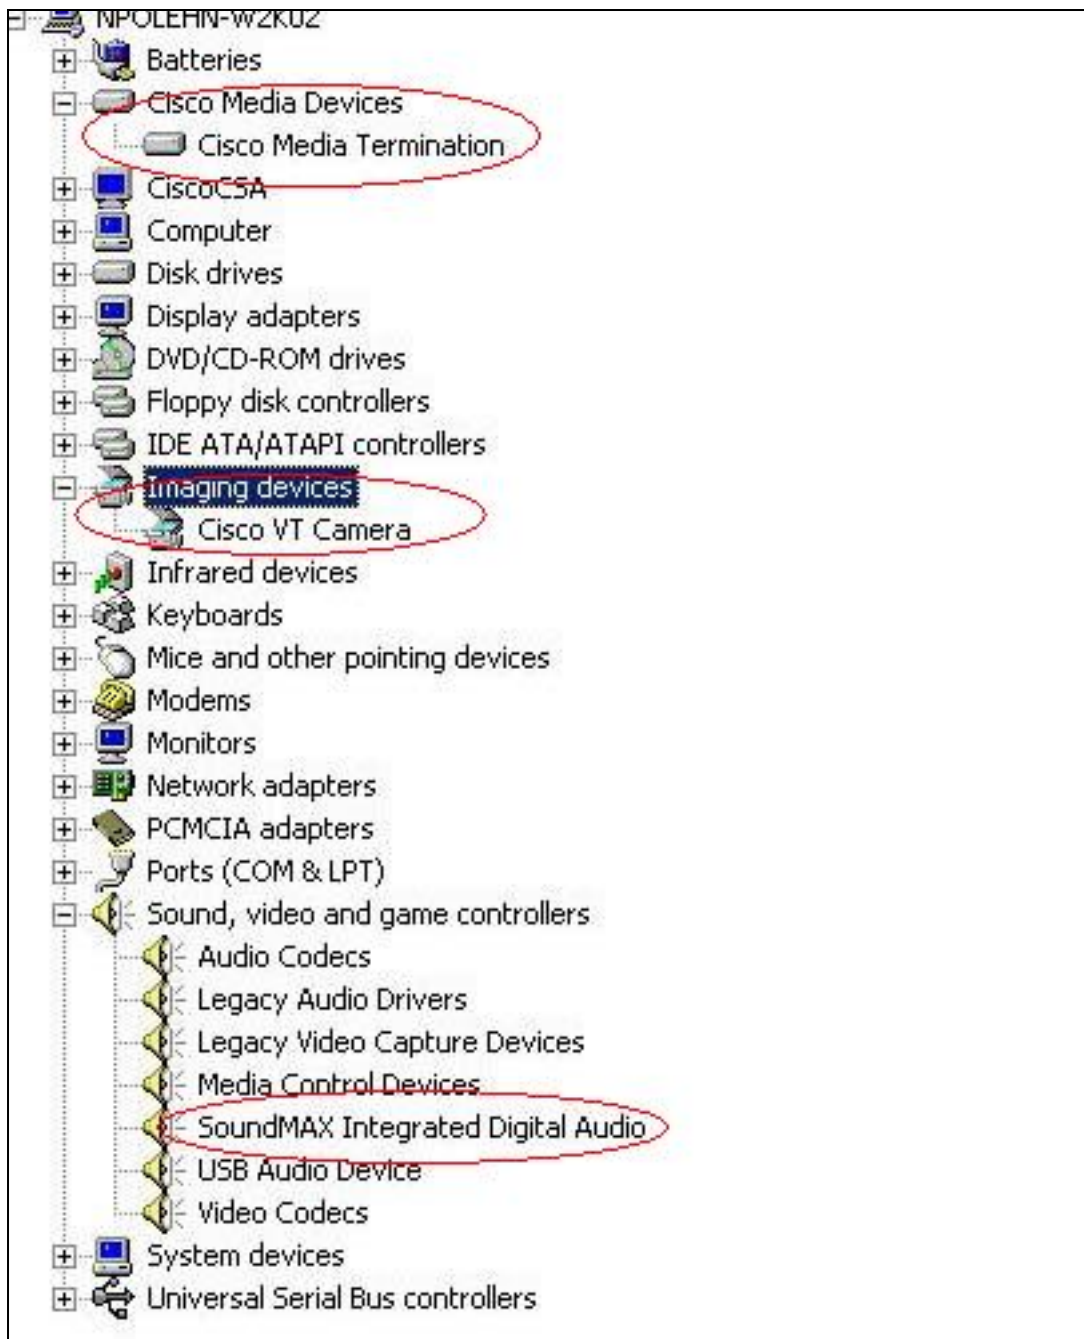 NPOLEHN-W2K02
Batteries
Cisco Media Devices
Cisco Media Termination
CiscoCSA
Computer
Disk drives
Display adapters
DVD/CD-ROM drives
Floppy disk controllers
IDE ATA/ATAPI controllers
Imaging devices
Cisco VT Camera
Infrared devices
Keyboards
Mice and other pointing devices
Modems
Monitors
Network adapters
PCMCIA adapters
Ports (COM & LPT)
Sound, video and game controllers
Audio Codecs
Legacy Audio Drivers
Legacy Video Capture Devices
Media Control Devices
SoundMAX Integrated Digital Audio
USB Audio Device
Video Codecs
System devices
Universal Serial Bus controllers